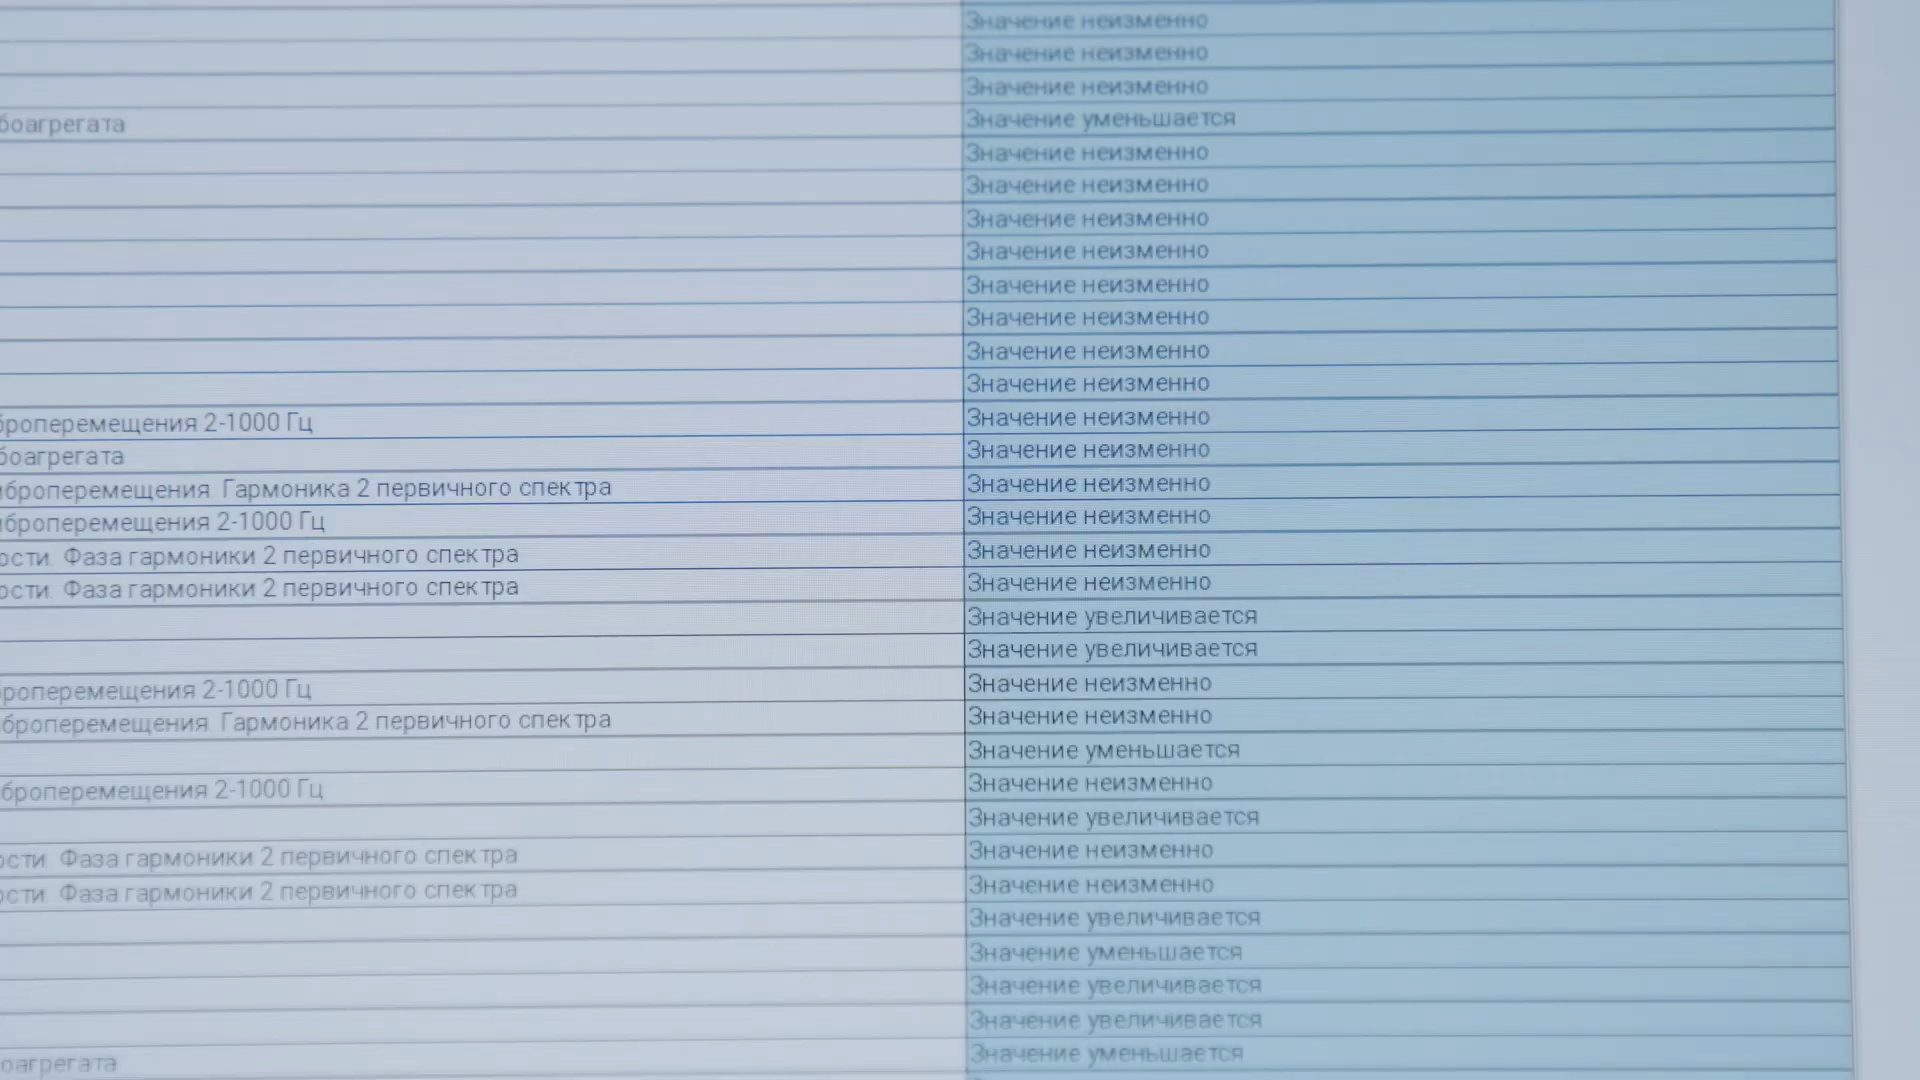 Значение неизменно
Значение неизменно
Значение неизменно
боагрегата Значение уменьшается
Значение неизменно
Значение неизменно
Значение неизменно
Значение неизменно
Значение неизменно
Значение неизменно
Значение неизменно
Значение неизменно
броперемещения 2-1000 Гц Значение неизменно
боагрегата Значение неизменно
иброперемещения. Гармоника 2 первичного спектра Значение неизменно
иброперемещения 2-1000 Гц Значение неизменно
ости. Фаза гармоники 2 первичного спектра Значение неизменно
ости. Фаза гармоники 2 первичного спектра Значение неизменно
Значение увеличивается
Значение увеличивается
броперемещения 2-1000 Гц Значение неизменно
иброперемещения. Гармоника 2 первичного спектра Значение неизменно
Значение уменьшается
иброперемещения 2-1000 Гц Значение неизменно
Значение увеличивается
ости. Фаза гармоники 2 первичного спектра Значение неизменно
ости. Фаза гармоники 2 первичного спектра Значение неизменно
Значение увеличивается
Значение уменьшается
Значение увеличивается
Значение увеличивается
оагрегата Значение уменьшается